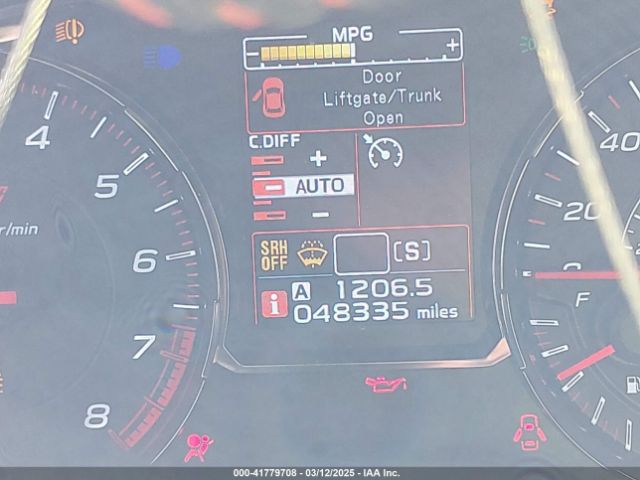 MPG
- +
Door
Liftgate/Trunk
Open
C.DIFF
+
AUTO
-
SRH
OFF
[S]
A 1206.5
i 048335 miles
4
5
6
7
8
r/min
40
20
0
F
000-41779708 - 03/12/2025 - IAA Inc.